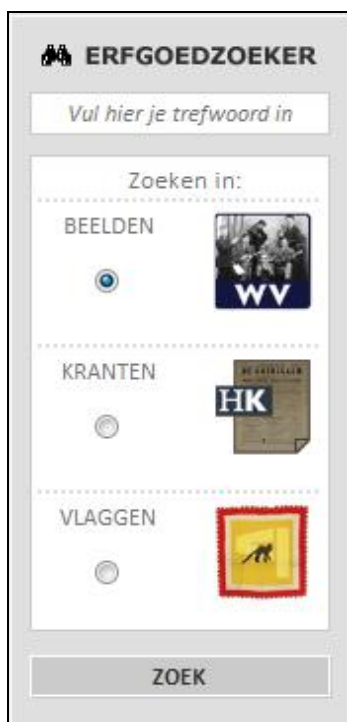 ERFGOEDZOEKER
Vul hier je trefwoord in
Zoeken in:
BEELDEN
WV
KRANTEN
HK
VLAGGEN
ZOEK